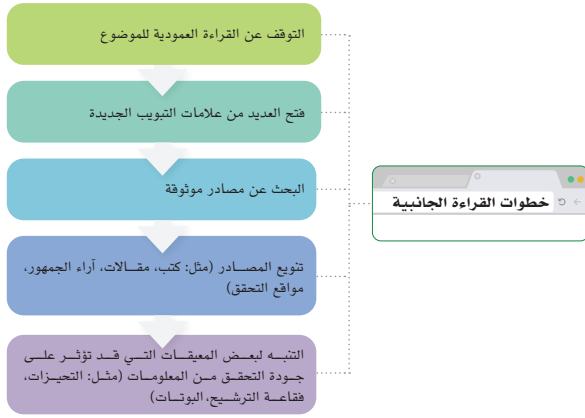 خطوات القراءة الجانبية
التوقف عن القراءة العمودية للموضوع
فتح العديد من علامات التبويب الجديدة
البحث عن مصادر موثوقة
تنويع المصادر (مثل: كتب، مقالات، آراء الجمهور،
مواقع التحقق)
التنبه لبعض المعيقات التي قد تؤثر على
جودة التحقق من المعلومات (مثل: التحيزات،
فقاعة الترشيح، البوتات)